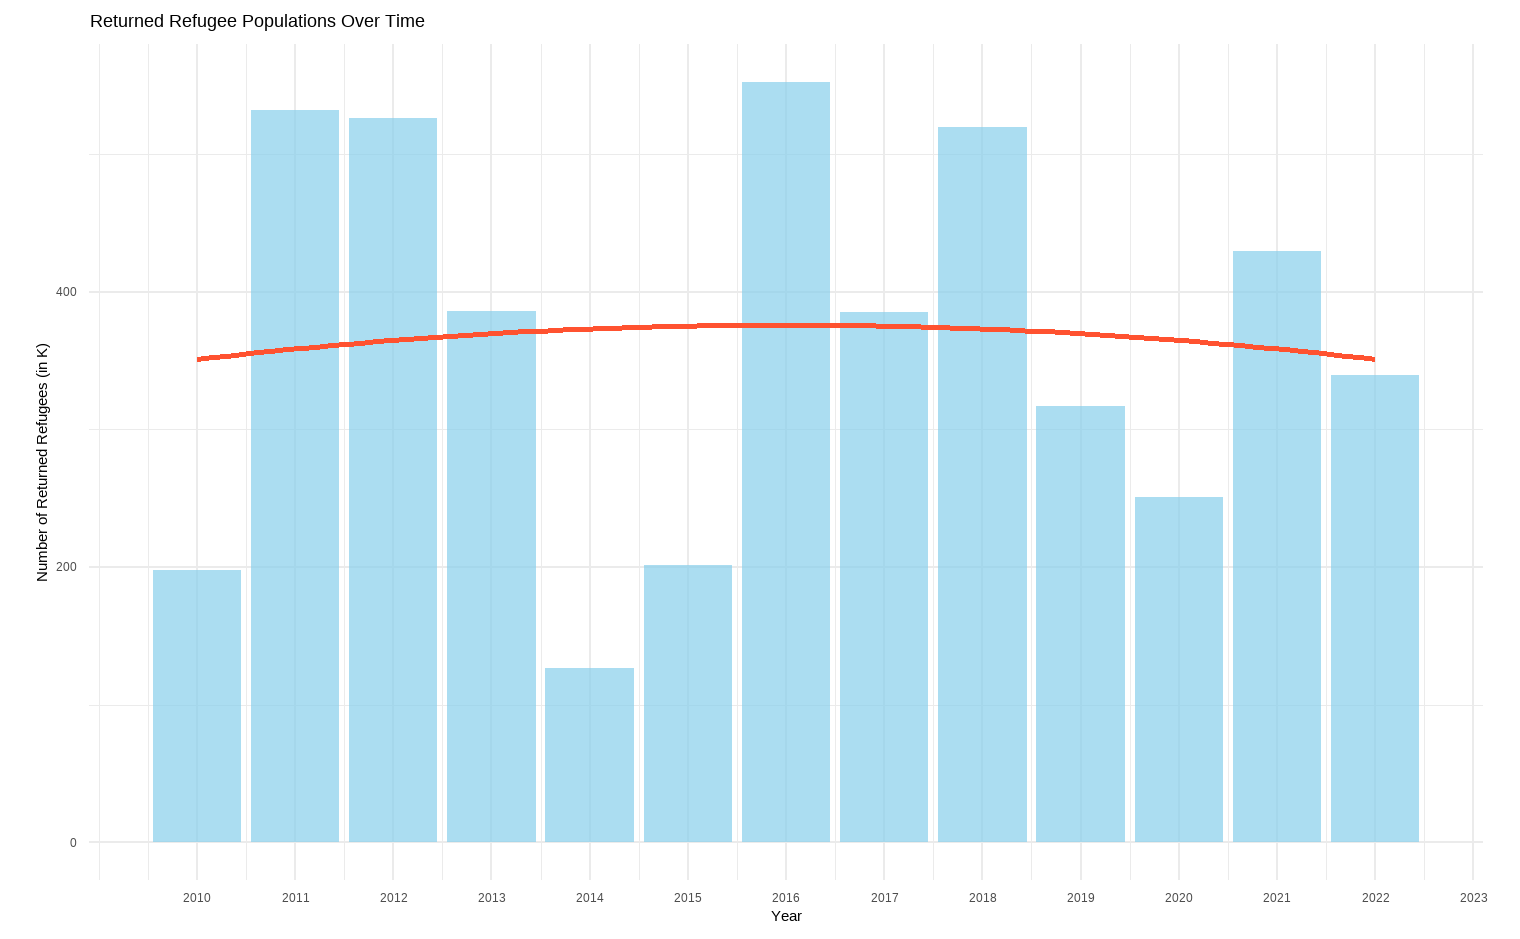 Returned Refugee Populations Over Time
Number of Returned Refugees (in K)
400
200
0
2010 2011 2012 2013 2014 2015 2016 2017 2018 2019 2020 2021 2022 2023
Year